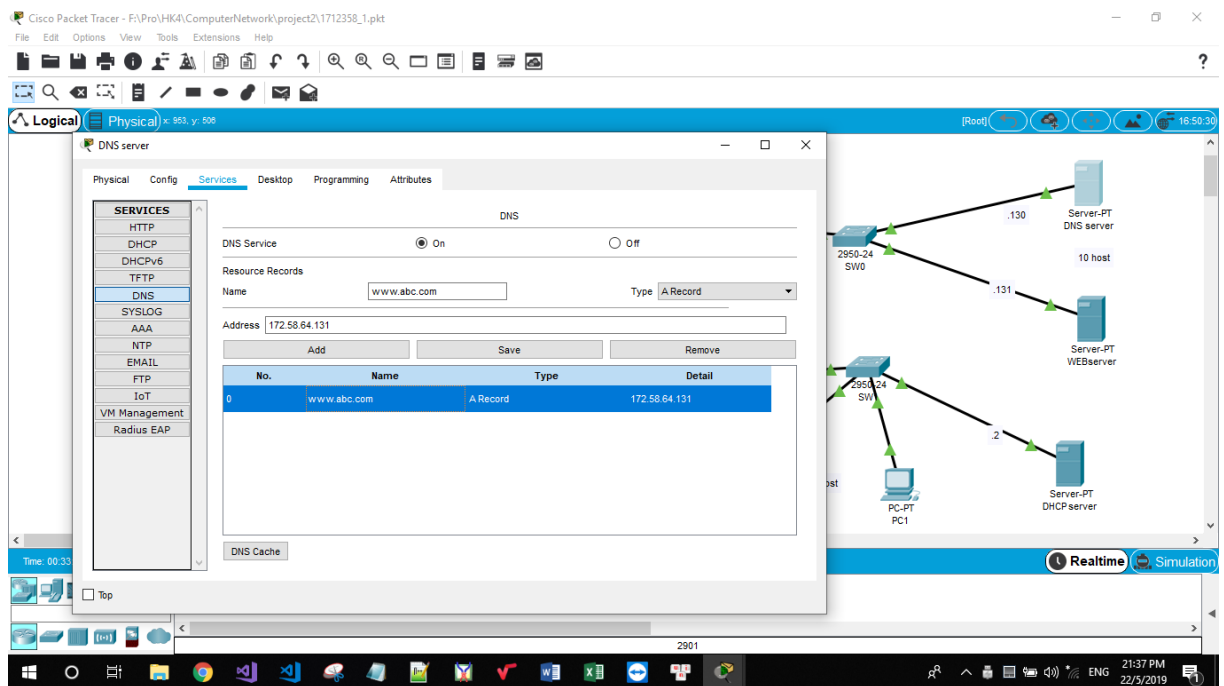 Cisco Packet Tracer - F:\Pro\HK4\ComputerNetwork\project2\1712358_1.pkt
File Edit Options View Tools Extensions Help
?
Logical Physical x: 953, y: 506 [Root] 16:50:30
DNS server
Physical Config Services Desktop Programming Attributes
SERVICES
HTTP
DHCP
DHCPv6
TFTP
DNS
SYSLOG
AAA
NTP
EMAIL
FTP
IoT
VM Management
Radius EAP
DNS
DNS Service On Off
Resource Records
Name www.abc.com Type A Record
Address 172.58.64.131
Add Save Remove
No. Name Type Detail
0 www.abc.com A Record 172.58.64.131
DNS Cache
Top
.130
Server-PT
DNS server
2950-24
SW0
10 host
.131
Server-PT
WEBserver
2950-24
SW
.2
Server-PT
DHCP server
PC-PT
PC1
Time: 00:33
Realtime Simulation
2901
ENG
21:37 PM
22/5/2019
1